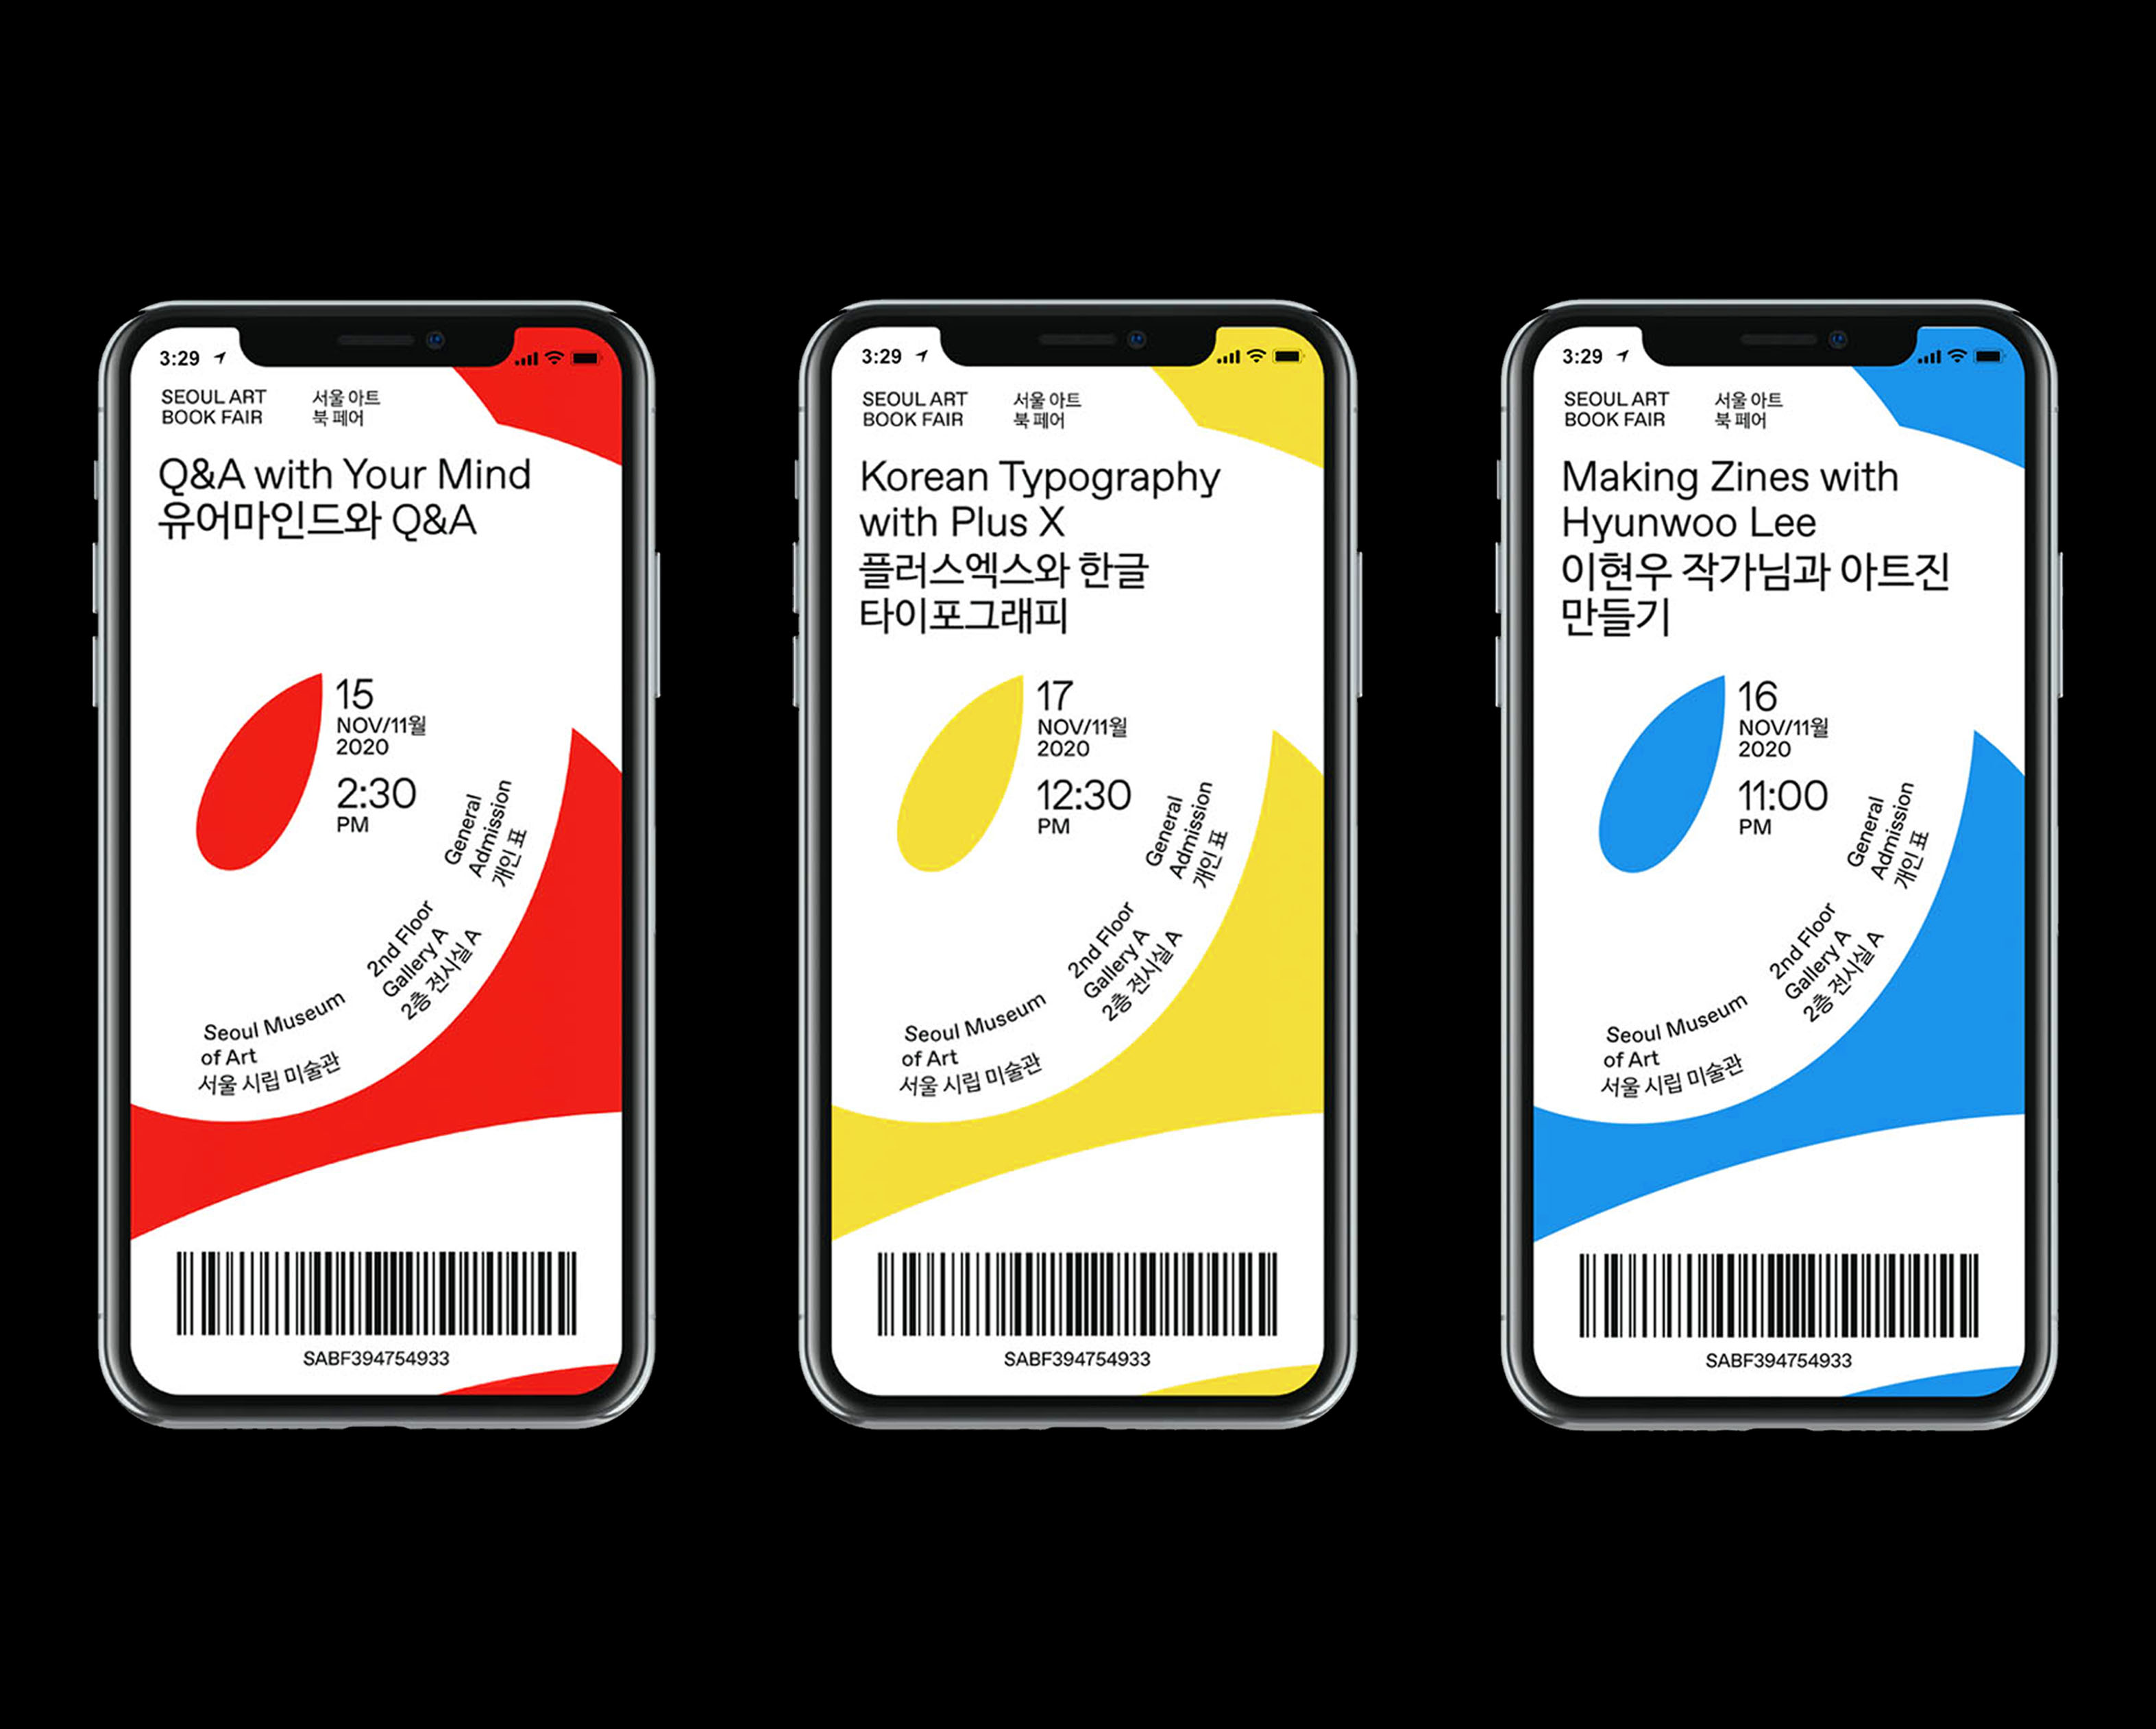 3:29
SEOUL ART
BOOK FAIR
서울 아트
북 페어
Q&A with Your Mind
유어마인드와 Q&A
15
NOV/11월
2020
2:30
PM
General
Admission
개인 표
2nd Floor
Gallery A
2층 전시실 A
Seoul Museum
of Art
서울 시립 미술관
SABF394754933
3:29
SEOUL ART
BOOK FAIR
서울 아트
북 페어
Korean Typography
with Plus X
플러스엑스와 한글
타이포그래피
17
NOV/11월
2020
12:30
PM
General
Admission
개인 표
2nd Floor
Gallery A
2층 전시실 A
Seoul Museum
of Art
서울 시립 미술관
SABF394754933
3:29
SEOUL ART
BOOK FAIR
서울 아트
북 페어
Making Zines with
Hyunwoo Lee
이현우 작가님과 아트진
만들기
16
NOV/11월
2020
11:00
PM
General
Admission
개인 표
2nd Floor
Gallery A
2층 전시실 A
Seoul Museum
of Art
서울 시립 미술관
SABF394754933